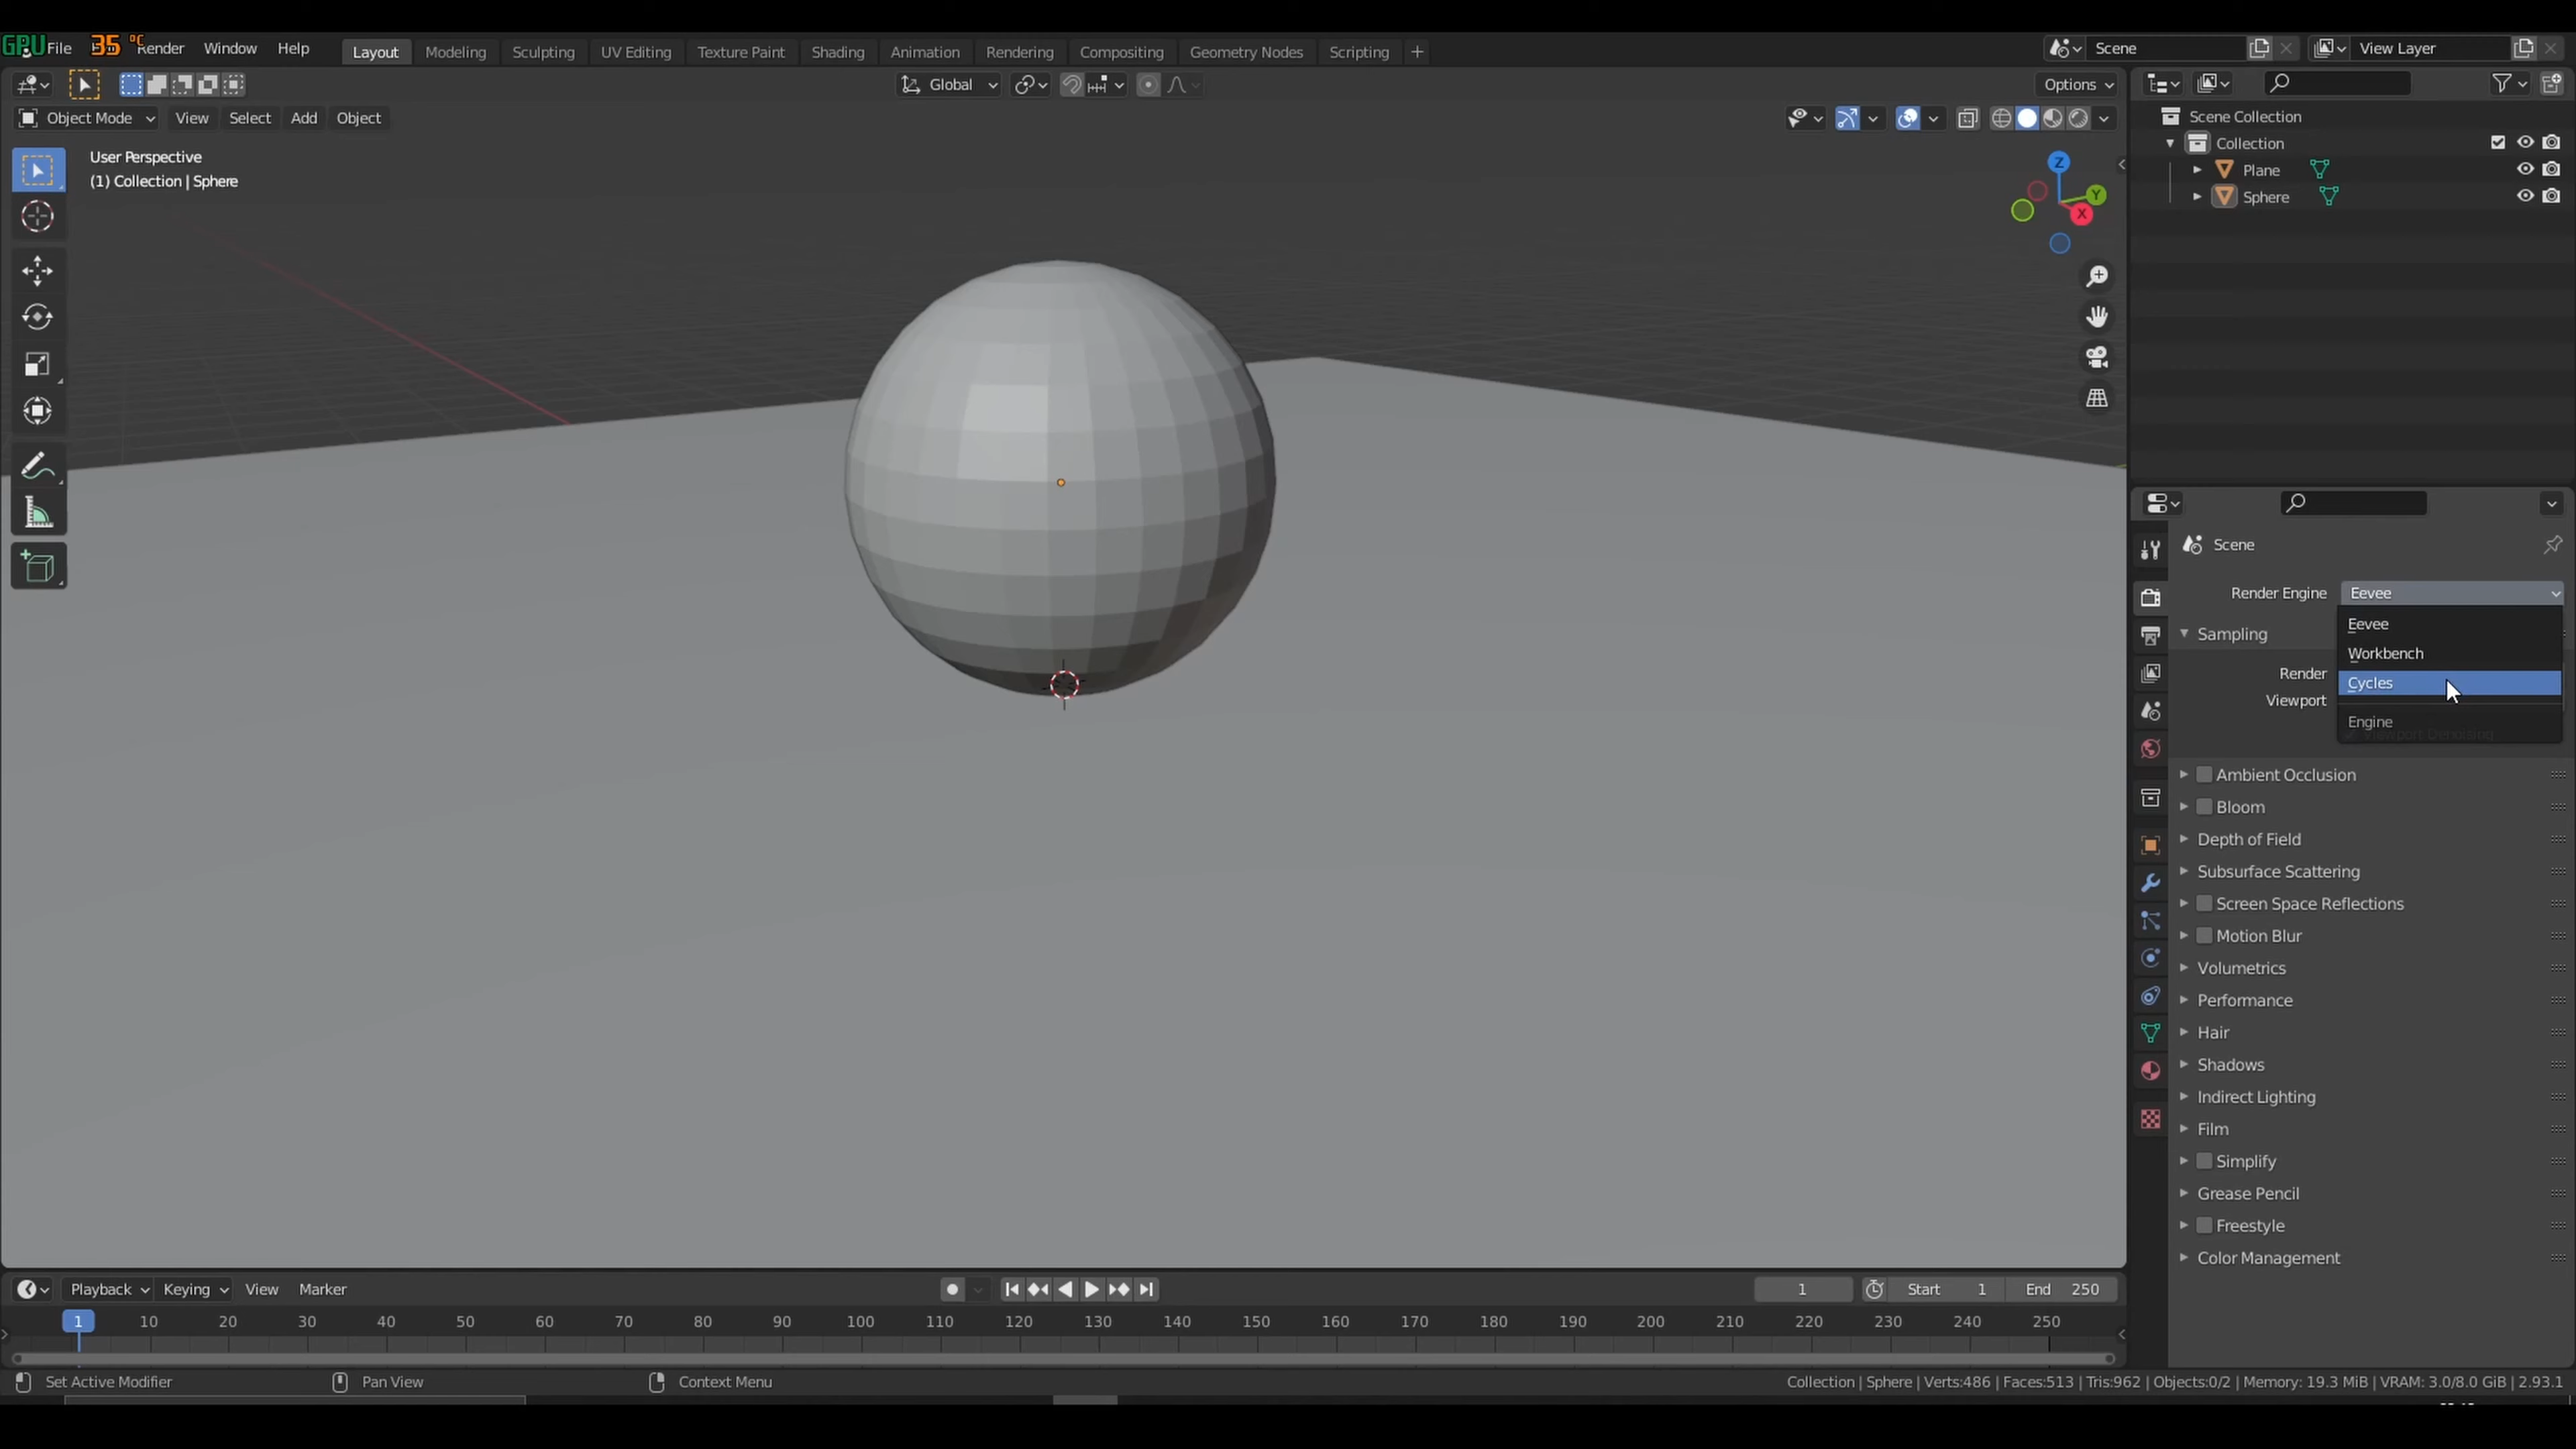 GPU 35 °C File Render Window Help Layout Modeling Sculpting UV Editing Texture Paint Shading Animation Rendering Compositing Geometry Nodes Scripting + Scene View Layer
Global Options
Object Mode View Select Add Object
User Perspective
(1) Collection | Sphere
Z
Y
X
Scene Collection
Collection
Plane
Sphere
Scene
Render Engine Eevee
Eevee
Sampling
Workbench
Render
Cycles
Viewport
Engine
Viewport Denoising
Ambient Occlusion
Bloom
Depth of Field
Subsurface Scattering
Screen Space Reflections
Motion Blur
Volumetrics
Performance
Hair
Shadows
Indirect Lighting
Film
Simplify
Grease Pencil
Freestyle
Color Management
Playback Keying View Marker 1 Start 1 End 250
1 10 20 30 40 50 60 70 80 90 100 110 120 130 140 150 160 170 180 190 200 210 220 230 240 250
Set Active Modifier Pan View Context Menu Collection | Sphere | Verts:486 | Faces:513 | Tris:962 | Objects:0/2 | Memory: 19.3 MiB | VRAM: 3.0/8.0 GiB | 2.93.1